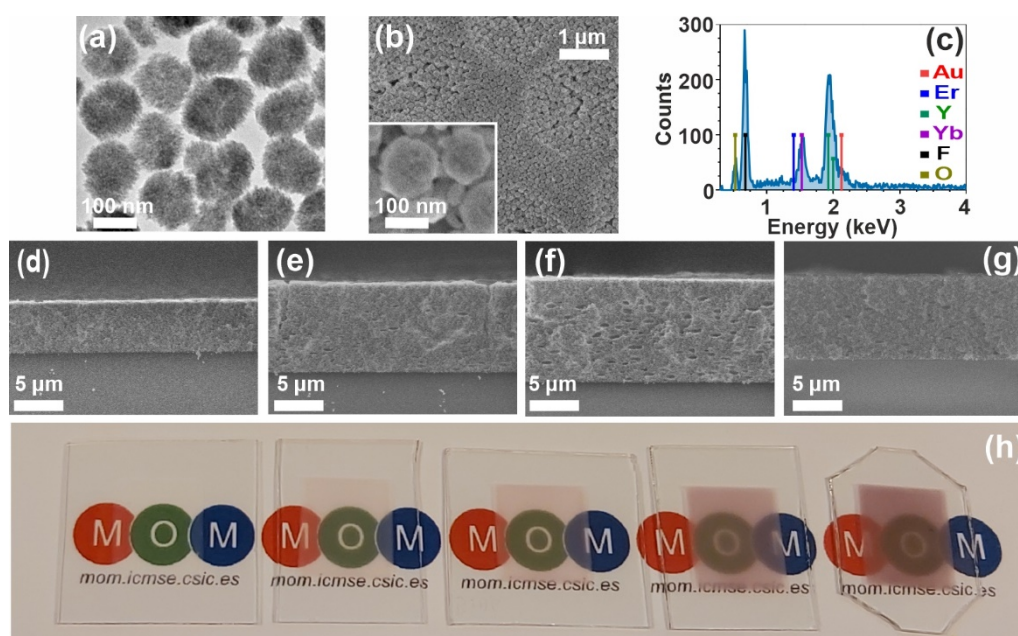 (a)
100 nm
(b)
1 µm
100 nm
(c)
300
200
100
0
Counts
1
2
3
4
Energy (keV)
Au
Er
Y
Yb
F
O
(d)
5 µm
(e)
5 µm
(f)
5 µm
(g)
5 µm
(h)
M O M
mom.icmse.csic.es
M O M
mom.icmse.csic.es
M O M
mom.icmse.csic.es
M O M
mom.icmse.csic.es
M O M
mom.icmse.csic.es